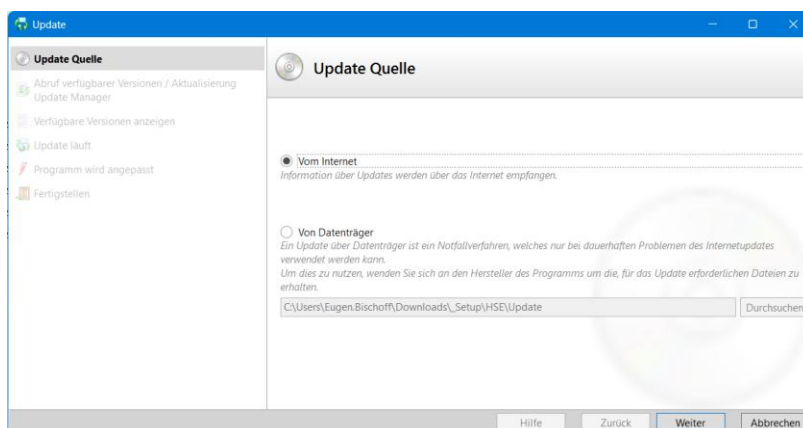 Update
Update Quelle
Abruf verfügbarer Versionen / Aktualisierung
Update Manager
Verfügbare Versionen anzeigen
Update läuft
Programm wird angepasst
Fertigstellen
Update Quelle
Vom Internet
Information über Updates werden über das Internet empfangen.
Von Datenträger
Ein Update über Datenträger ist ein Notfallverfahren, welches nur bei dauerhaften Problemen des Internetupdates
verwendet werden kann.
Um dies zu nutzen, wenden Sie sich an den Hersteller des Programms um die, für das Update erforderlichen Dateien zu
erhalten.
C:\Users\Eugen.Bischoff\Downloads\_Setup\HSE\Update
Durchsuchen
Hilfe
Zurück
Weiter
Abbrechen